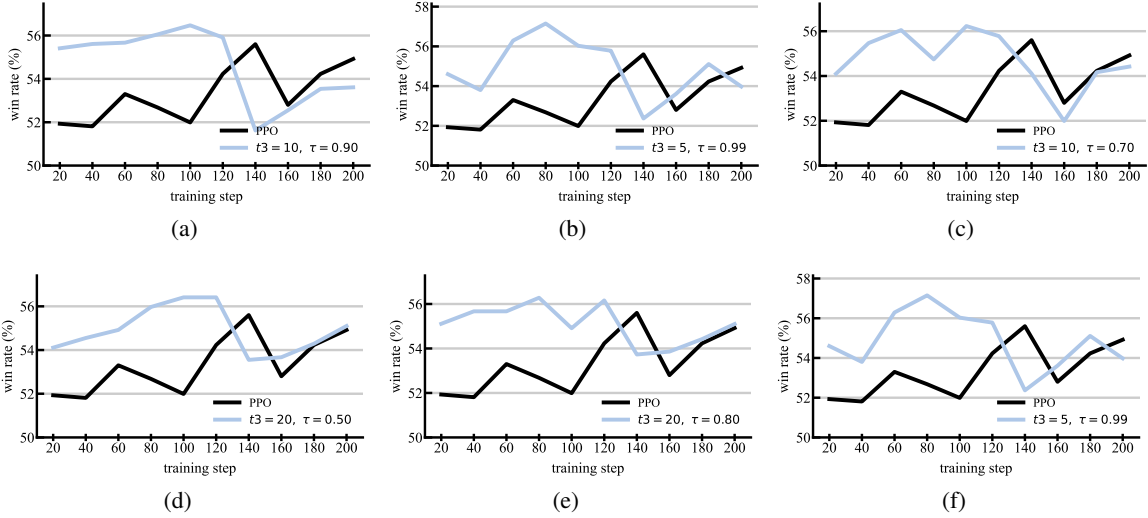 56
54
52
50
win rate (%)
PPO
t3 = 10, τ = 0.90
20 40 60 80 100 120 140 160 180 200
training step
(a)
58
56
54
52
50
win rate (%)
PPO
t3 = 5, τ = 0.99
20 40 60 80 100 120 140 160 180 200
training step
(b)
56
54
52
50
win rate (%)
PPO
t3 = 10, τ = 0.70
20 40 60 80 100 120 140 160 180 200
training step
(c)
56
54
52
50
win rate (%)
PPO
t3 = 20, τ = 0.50
20 40 60 80 100 120 140 160 180 200
training step
(d)
56
54
52
50
win rate (%)
PPO
t3 = 20, τ = 0.80
20 40 60 80 100 120 140 160 180 200
training step
(e)
58
56
54
52
50
win rate (%)
PPO
t3 = 5, τ = 0.99
20 40 60 80 100 120 140 160 180 200
training step
(f)